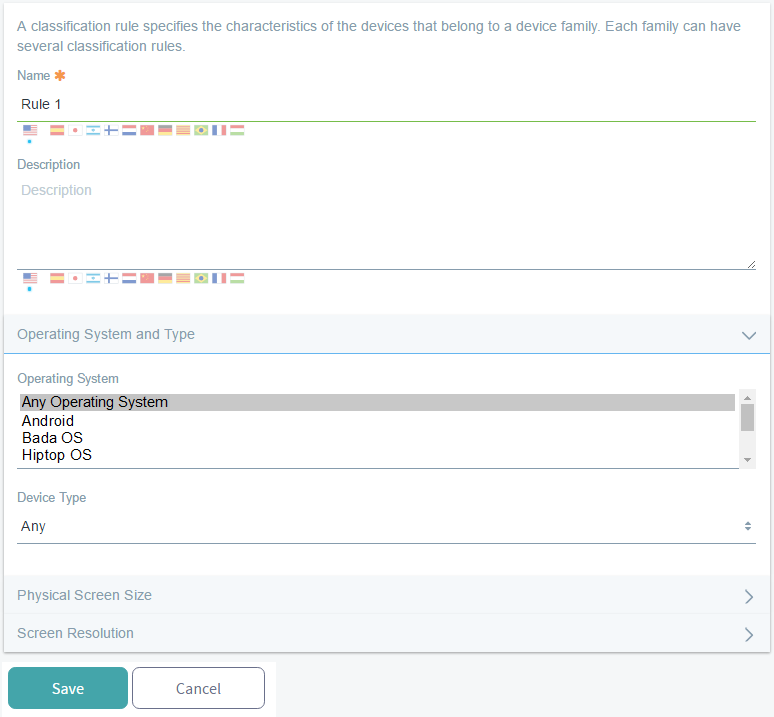 A classification rule specifies the characteristics of the devices that belong to a device family. Each family can have
several classification rules.
Name ✱
Rule 1
Description
Description
Operating System and Type
Operating System
Any Operating System
Android
Bada OS
Hiptop OS
Device Type
Any
Physical Screen Size
Screen Resolution
Save
Cancel